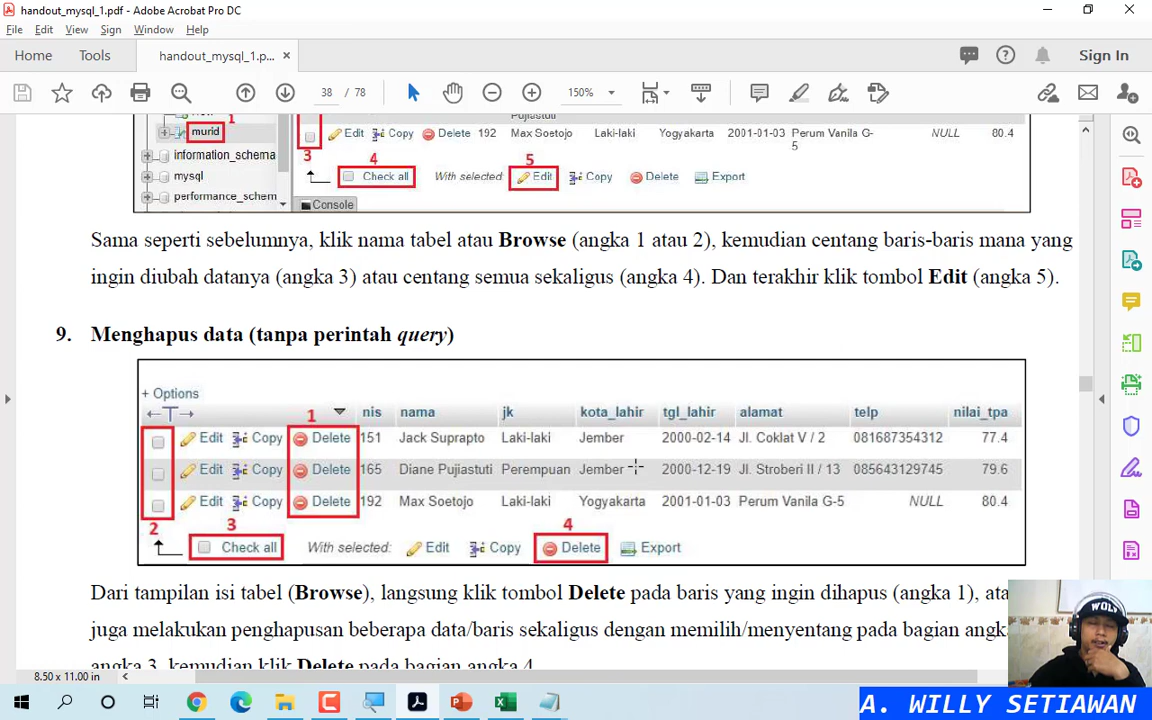 handout_mysql_1.pdf - Adobe Acrobat Pro DC
File Edit View Sign Window Help
Home Tools handout_mysql_1.p... × Sign In
38 / 78 150%
1
murid
information_schema
mysql
performance_schem
Pujiastuti
Edit Copy Delete 192 Max Soetojo Laki-laki Yogyakarta 2001-01-03 Perum Vanila G- NULL 80.4
5
3 4 5
Check all With selected: Edit Copy Delete Export
Console
Sama seperti sebelumnya, klik nama tabel atau Browse (angka 1 atau 2), kemudian centang baris-baris mana yang
ingin diubah datanya (angka 3) atau centang semua sekaligus (angka 4). Dan terakhir klik tombol Edit (angka 5).
9. Menghapus data (tanpa perintah query)
+ Options
←T→ 1 nis nama jk kota_lahir tgl_lahir alamat telp nilai_tpa
Edit Copy Delete 151 Jack Suprapto Laki-laki Jember 2000-02-14 Jl. Coklat V / 2 081687354312 77.4
Edit Copy Delete 165 Diane Pujiastuti Perempuan Jember 2000-12-19 Jl. Stroberi II / 13 085643129745 79.6
Edit Copy Delete 192 Max Soetojo Laki-laki Yogyakarta 2001-01-03 Perum Vanila G-5 NULL 80.4
2 3 4
Check all With selected: Edit Copy Delete Export
Dari tampilan isi tabel (Browse), langsung klik tombol Delete pada baris yang ingin dihapus (angka 1), ata
juga melakukan penghapusan beberapa data/baris sekaligus dengan memilih/menyentang pada bagian angk
angka 3, kemudian klik Delete pada bagian angka 4.
8.50 x 11.00 in
WOLV
A. WILLY SETIAWAN